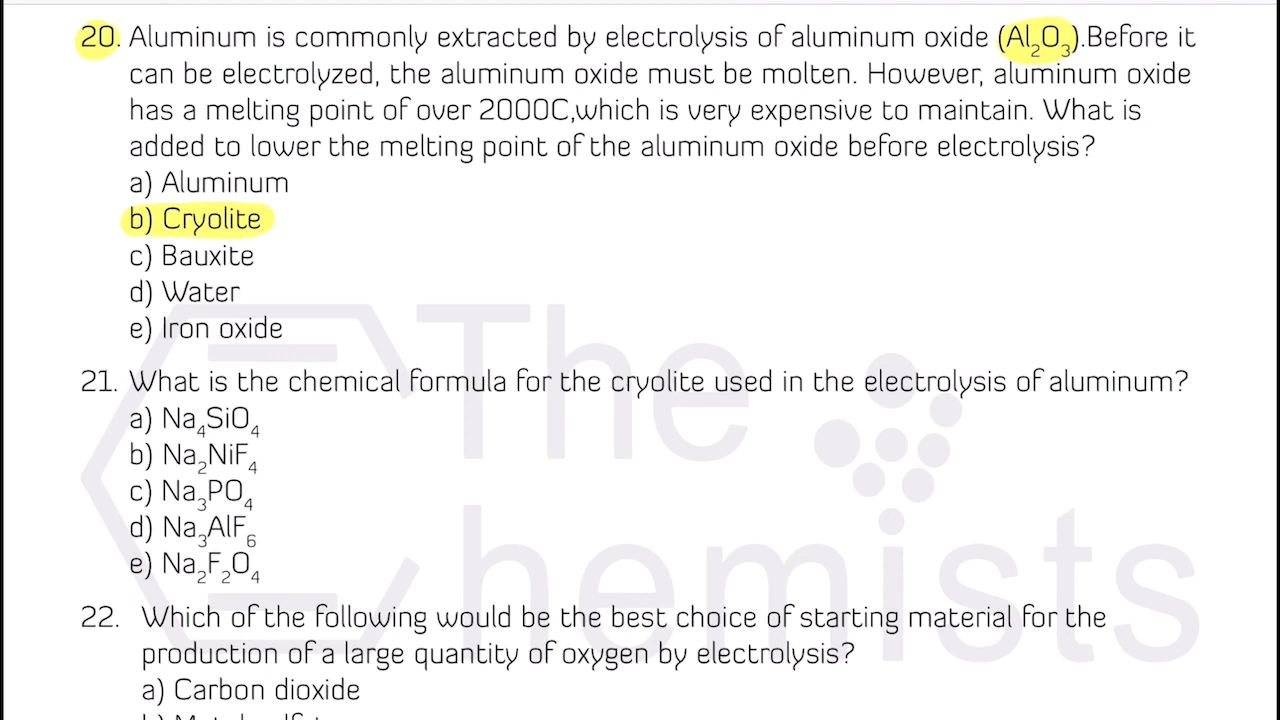 20. Aluminum is commonly extracted by electrolysis of aluminum oxide (Al₂O₃).Before it
can be electrolyzed, the aluminum oxide must be molten. However, aluminum oxide
has a melting point of over 2000C,which is very expensive to maintain. What is
added to lower the melting point of the aluminum oxide before electrolysis?
a) Aluminum
b) Cryolite
c) Bauxite
d) Water
e) Iron oxide
21. What is the chemical formula for the cryolite used in the electrolysis of aluminum?
a) Na₄SiO₄
b) Na₂NiF₄
c) Na₃PO₄
d) Na₃AlF₆
e) Na₂F₂O₄
22. Which of the following would be the best choice of starting material for the
production of a large quantity of oxygen by electrolysis?
a) Carbon dioxide
The
Chemists